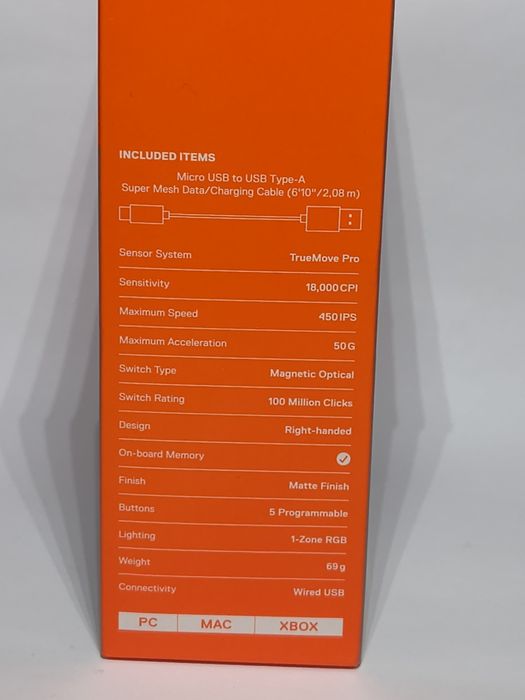 INCLUDED ITEMS
Micro USB to USB Type-A
Super Mesh Data/Charging Cable (6'10"/2.08 m)
Sensor System TrueMove Pro
Sensitivity 18,000 CPI
Maximum Speed 450 IPS
Maximum Acceleration 50 G
Switch Type Magnetic Optical
Switch Rating 100 Million Clicks
Design Right-handed
On-board Memory
Finish Matte Finish
Buttons 5 Programmable
Lighting 1-Zone RGB
Weight 69 g
Connectivity Wired USB
PC MAC XBOX